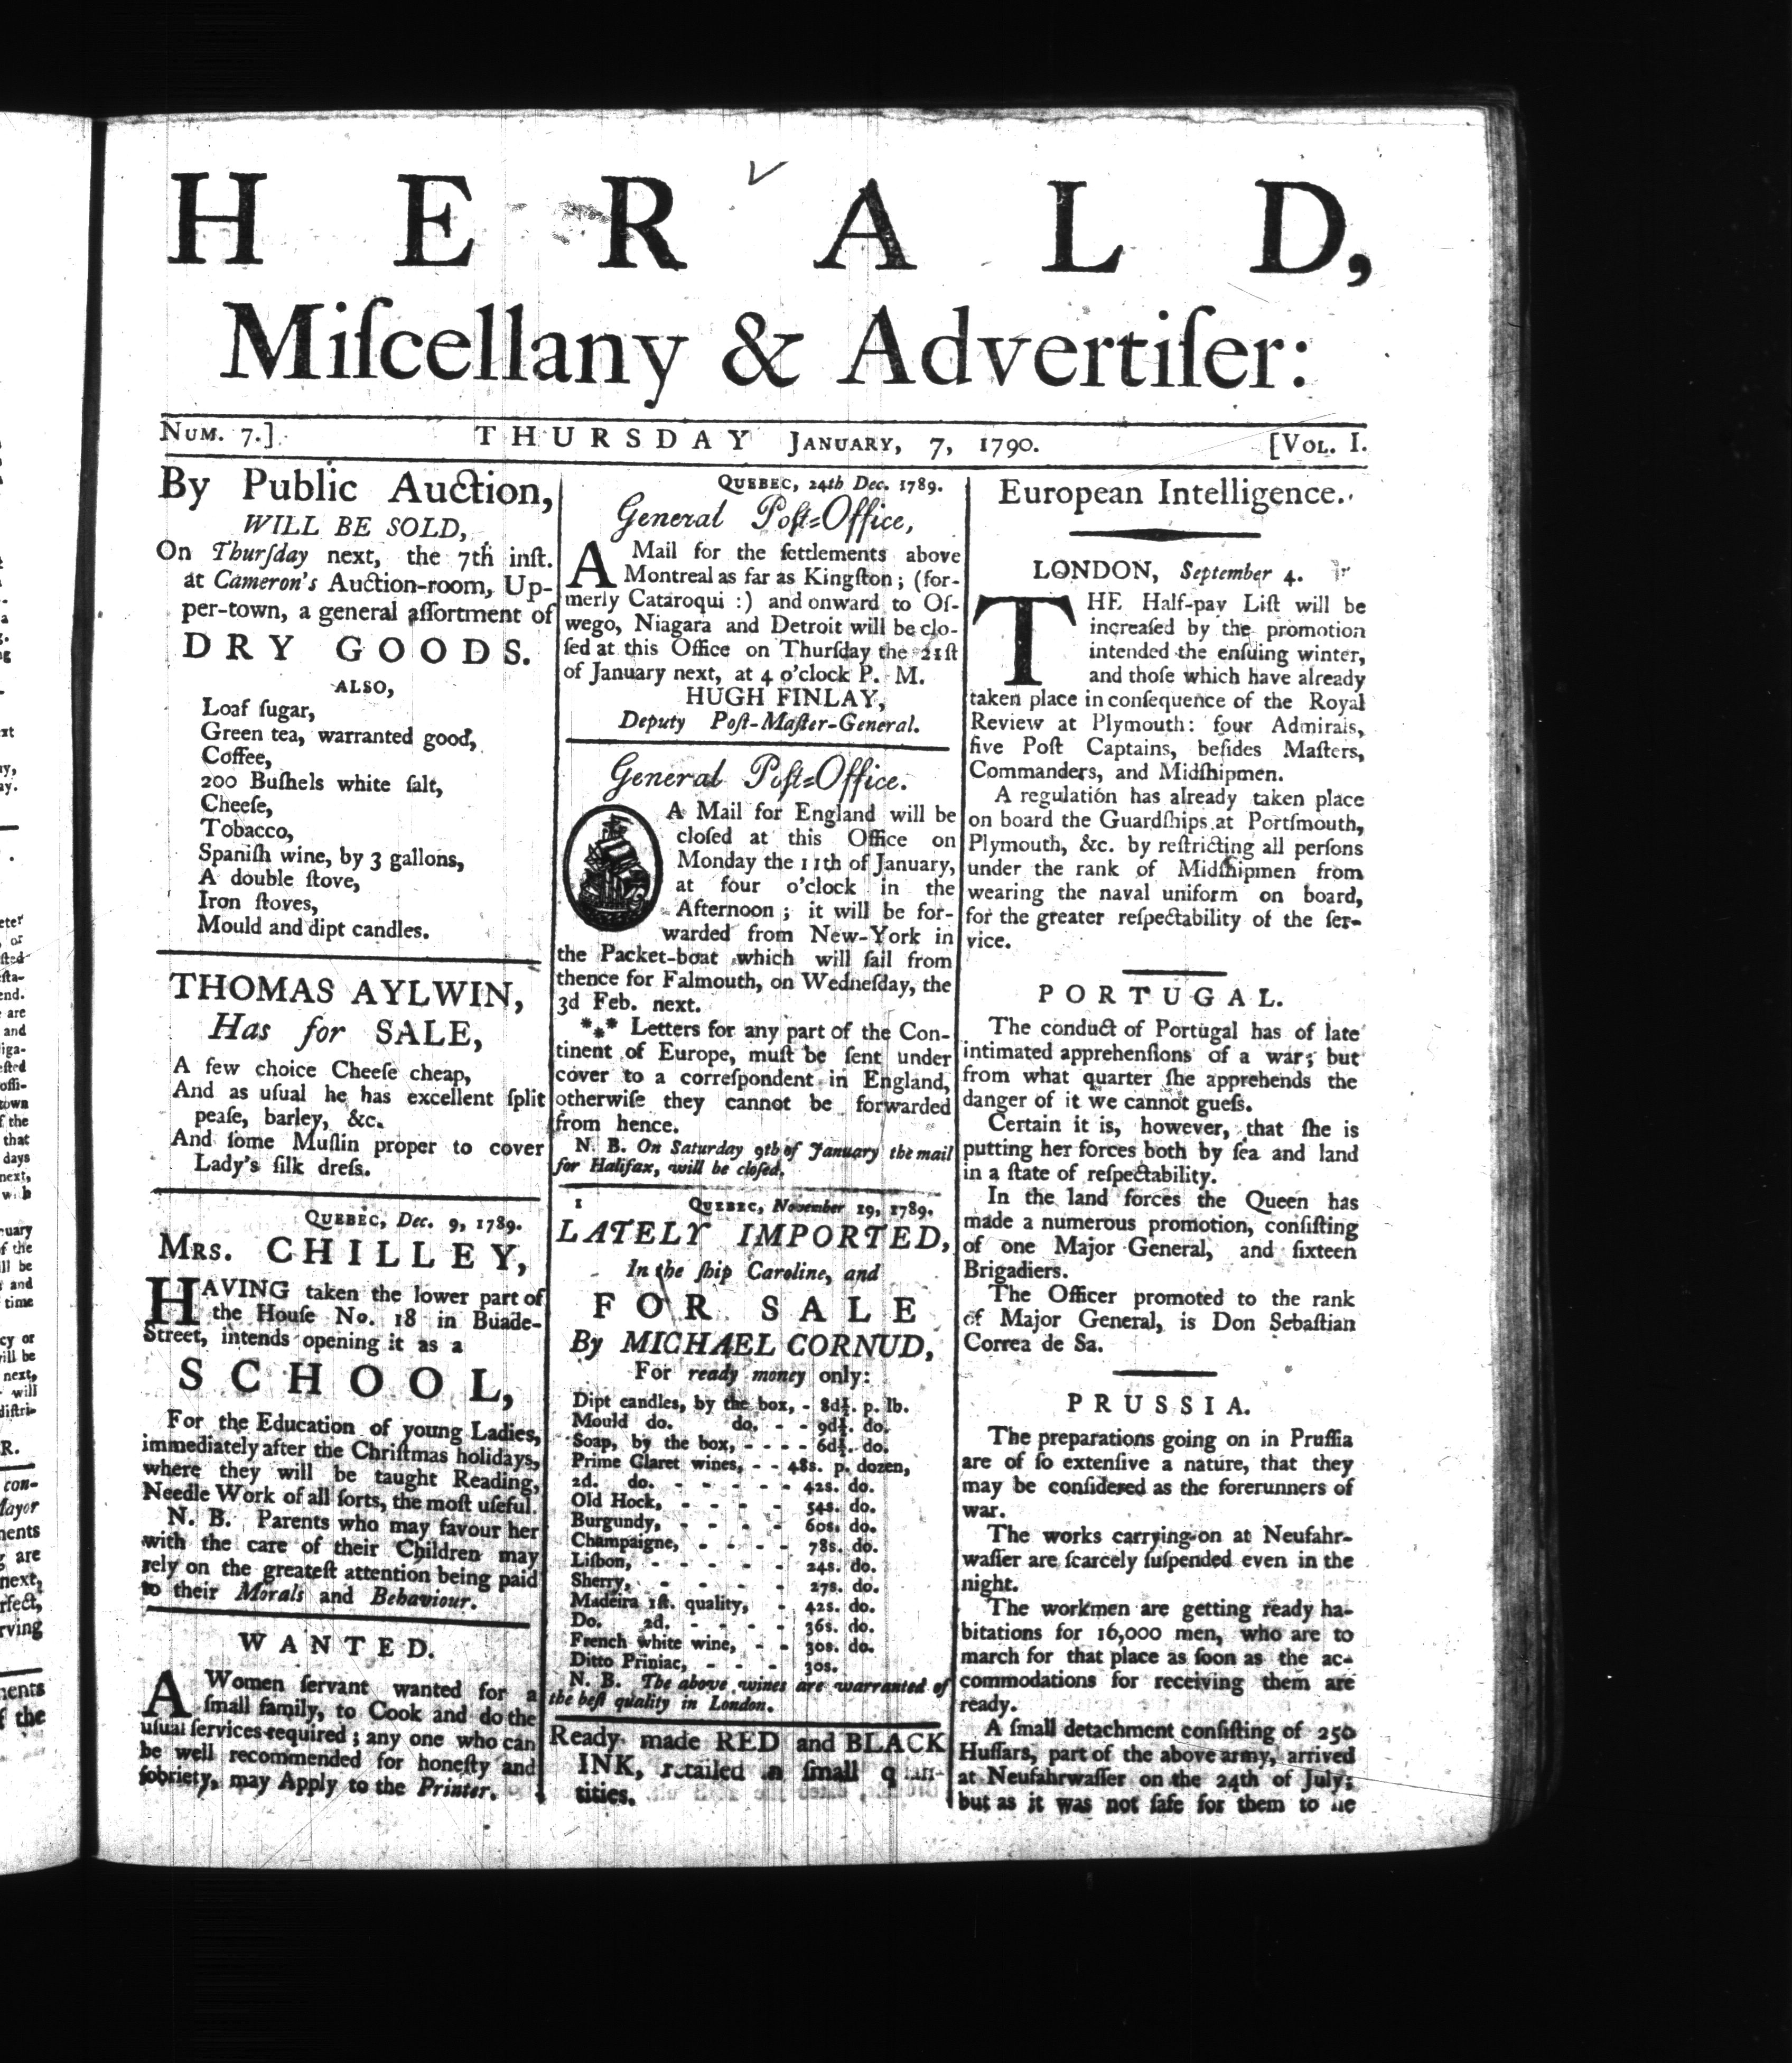 H E R A L D,
Miſcellany & Advertiſer:
NUM. 7.] THURSDAY JANUARY, 7, 1790. [VOL. I.
By Public Auction,
WILL BE SOLD,
On Thurſday next, the 7th inſt.
at Cameron's Auction-room, Up-
per-town, a general aſſortment of
DRY GOODS.
ALSO,
Loaf ſugar,
Green tea, warranted good,
Coffee,
200 Buſhels white ſalt,
Cheeſe,
Tobacco,
Spaniſh wine, by 3 gallons,
A double ſtove,
Iron ſtoves,
Mould and dipt candles.
THOMAS AYLWIN,
Has for SALE,
A few choice Cheeſe cheap,
And as uſual he has excellent ſplit
peaſe, barley, &c.
And ſome Muſlin proper to cover
Lady's ſilk dreſs.
QUEBEC, Dec. 9, 1789.
MRS. CHILLEY,
HAVING taken the lower part of
the Houſe No. 18 in Buade-
Street, intends opening it as a
SCHOOL,
For the Education of young Ladies,
immediately after the Chriſtmas holidays,
where they will be taught Reading,
Needle Work of all ſorts, the moſt uſeful.
N. B. Parents who may favour her
with the care of their Children may
rely on the greateſt attention being paid
to their Morals and Behaviour.
WANTED.
A Women ſervant wanted for a
ſmall family, to Cook and do the
uſual ſervices required; any one who can
be well recommended for honeſty and
ſobriety, may Apply to the Printer.
QUEBEC, 24th Dec. 1789.
General Poſt-Office,
A Mail for the ſettlements above
Montreal as far as Kingſton; (for-
merly Cataroqui:) and onward to Oſ-
wego, Niagara and Detroit will be clo-
ſed at this Office on Thurſday the 21ſt
of January next, at 4 o'clock P. M.
HUGH FINLAY,
Deputy Poſt-Maſter-General.
General Poſt-Office.
A Mail for England will be
cloſed at this Office on
Monday the 11th of January,
at four o'clock in the
Afternoon; it will be for-
warded from New-York in
the Packet-boat which will ſail from
thence for Falmouth, on Wedneſday, the
3d Feb. next.
*** Letters for any part of the Con-
tinent of Europe, muſt be ſent under
cover to a correſpondent in England,
otherwiſe they cannot be forwarded
from hence.
N. B. On Saturday 9th of January the mail
for Halifax, will be cloſed.
1 QUEBEC, November 19, 1789.
LATELY IMPORTED,
In the ſhip Caroline, and
FOR SALE
By MICHAEL CORNUD,
For ready money only:
Dipt candles, by the box, - 8d½. p. lb.
Mould do. do. - - 9d½. do.
Soap, by the box, - - - - 6d½. do.
Prime Claret wines, - - 48s. p. dozen,
2d. do. - - - - - 42s. do.
Old Hock, - - - - 54s. do.
Burgundy, - - - - 60s. do.
Champaigne, - - - - 78s. do.
Liſbon, - - - - - 24s. do.
Sherry, - - - - - 27s. do.
Madeira 1ſt. quality, - 42s. do.
Do. 2d. - - - - 36s. do.
French white wine, - - 30s. do.
Ditto Priniac, - - - 30s.
N. B. The above wines are warranted of
the beſt quality in London.
Ready made RED and BLACK
INK, retailed in ſmall quan-
tities.
European Intelligence.
LONDON, September 4.
THE Half-pay Liſt will be
increaſed by the promotion
intended the enſuing winter,
and thoſe which have already
taken place in conſequence of the Royal
Review at Plymouth: four Admirals,
five Poſt Captains, beſides Maſters,
Commanders, and Midſhipmen.
A regulation has already taken place
on board the Guardſhips at Portſmouth,
Plymouth, &c. by reſtricting all perſons
under the rank of Midſhipmen from
wearing the naval uniform on board,
for the greater reſpectability of the ſer-
vice.
PORTUGAL.
The conduct of Portugal has of late
intimated apprehenſions of a war; but
from what quarter ſhe apprehends the
danger of it we cannot gueſs.
Certain it is, however, that ſhe is
putting her forces both by ſea and land
in a ſtate of reſpectability.
In the land forces the Queen has
made a numerous promotion, conſiſting
of one Major General, and ſixteen
Brigadiers.
The Officer promoted to the rank
of Major General, is Don Sebaſtian
Correa de Sa.
PRUSSIA.
The preparations going on in Pruſſia
are of ſo extenſive a nature, that they
may be conſidered as the forerunners of
war.
The works carrying on at Neufahr-
waſſer are ſcarcely ſuſpended even in the
night.
The workmen are getting ready ha-
bitations for 16,000 men, who are to
march for that place as ſoon as the ac-
commodations for receiving them are
ready.
A ſmall detachment conſiſting of 250
Huſſars, part of the above army, arrived
at Neufahrwaſſer on the 24th of July;
but as it was not ſafe for them to